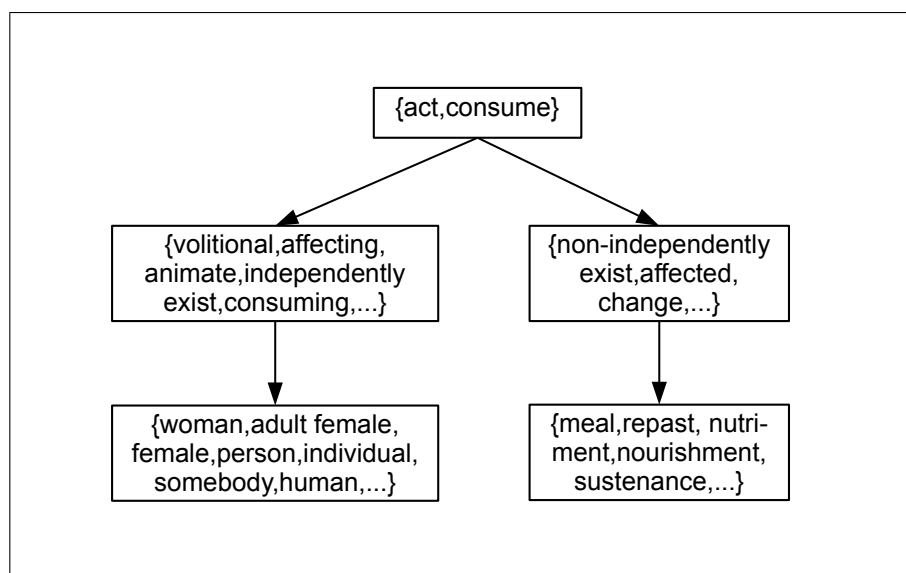 {act,consume}
{volitional,affecting,
animate,independently
exist,consuming,...}
{non-independently
exist,affected,
change,...}
{woman,adult female,
female,person,individual,
somebody,human,...}
{meal,repast, nutri-
ment,nourishment,
sustenance,...}